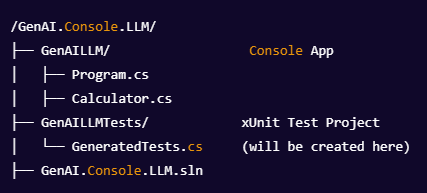 /GenAI.Console.LLM/
├── GenAILLM/                  Console App
│   ├── Program.cs
│   ├── Calculator.cs
├── GenAILLMTests/            xUnit Test Project
│   └── GeneratedTests.cs     (will be created here)
├── GenAI.Console.LLM.sln